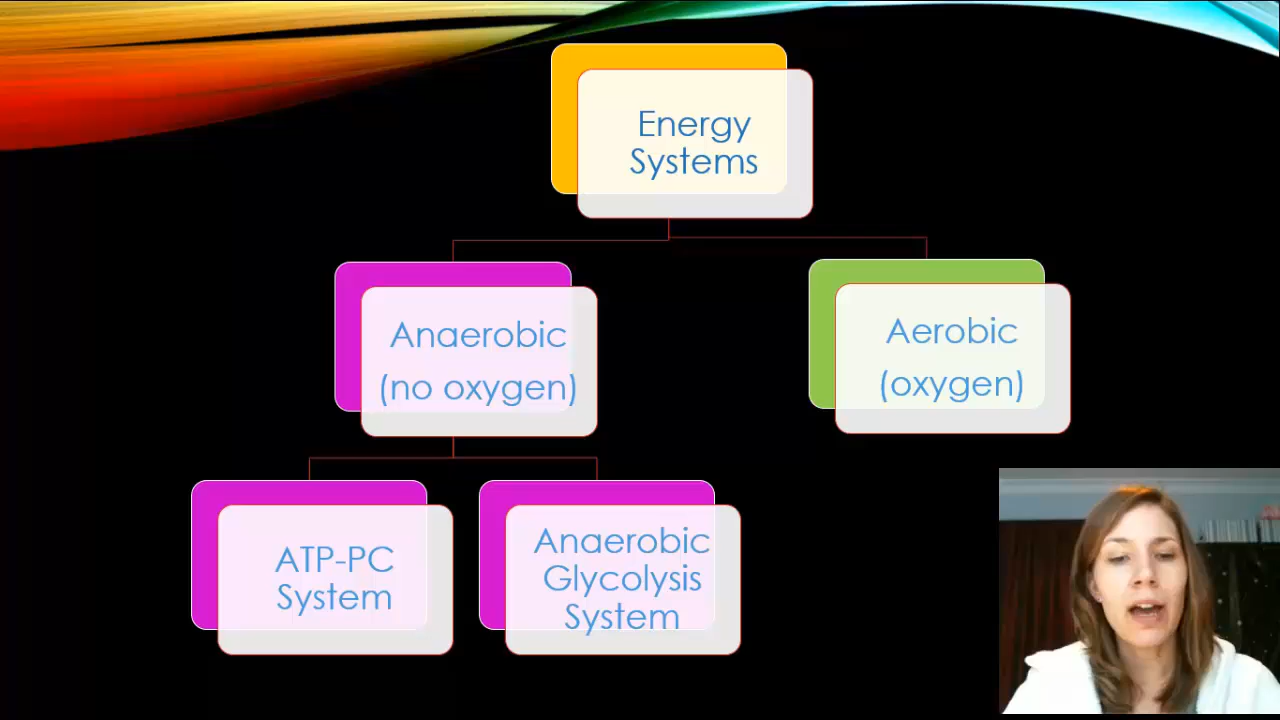 Energy
Systems
Anaerobic
(no oxygen)
Aerobic
(oxygen)
ATP-PC
System
Anaerobic
Glycolysis
System